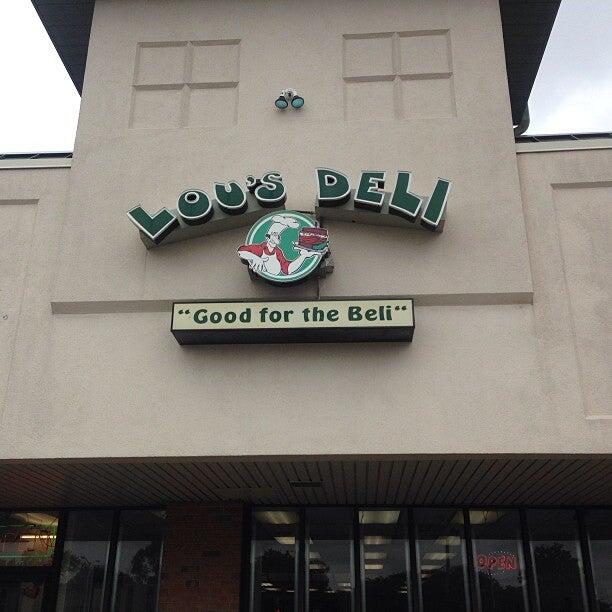 LOU'S DELI
“Good for the Beli“
OPEN